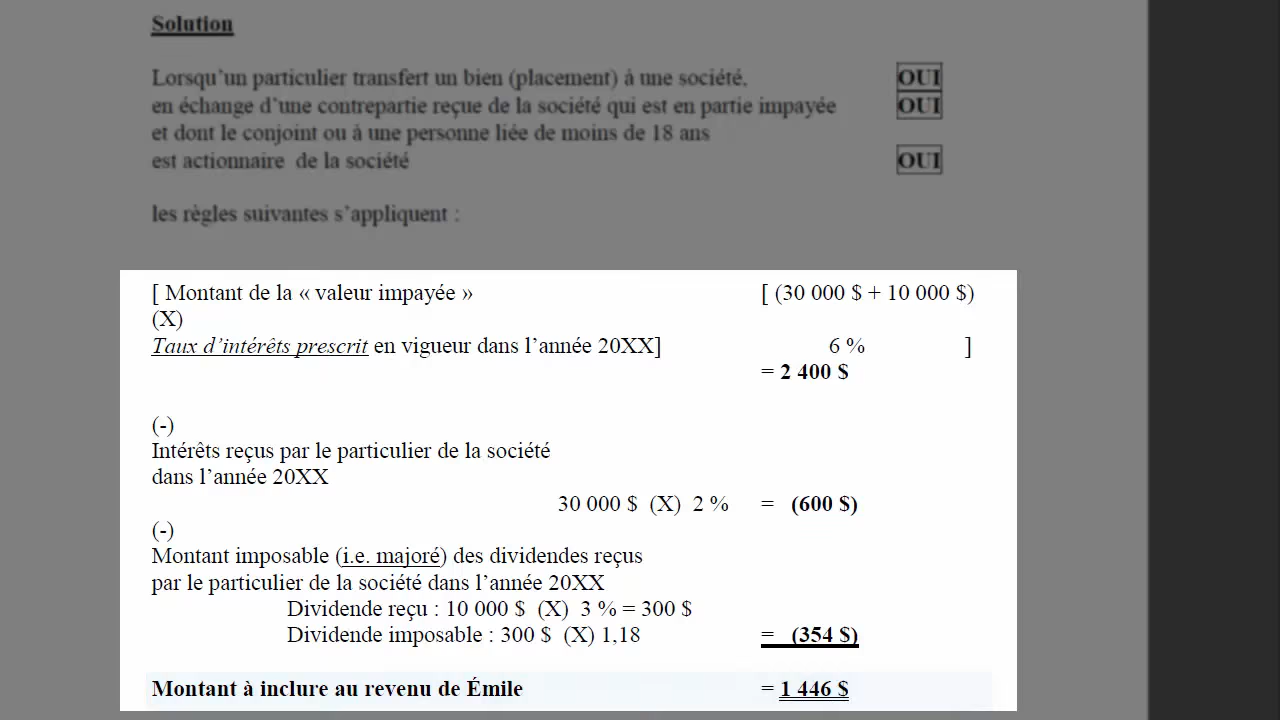 Solution
Lorsqu'un particulier transfert un bien (placement) à une société, OUI
en échange d'une contrepartie reçue de la société qui est en partie impayée OUI
et dont le conjoint ou à une personne liée de moins de 18 ans
est actionnaire de la société OUI
les règles suivantes s'appliquent :
[ Montant de la « valeur impayée » [ (30 000 $ + 10 000 $)
(X)
Taux d'intérêts prescrit en vigueur dans l'année 20XX] 6 % ]
= 2 400 $
(-)
Intérêts reçus par le particulier de la société
dans l'année 20XX
30 000 $ (X) 2 % = (600 $)
(-)
Montant imposable (i.e. majoré) des dividendes reçus
par le particulier de la société dans l'année 20XX
Dividende reçu : 10 000 $ (X) 3 % = 300 $
Dividende imposable : 300 $ (X) 1,18 = (354 $)
Montant à inclure au revenu de Émile = 1 446 $